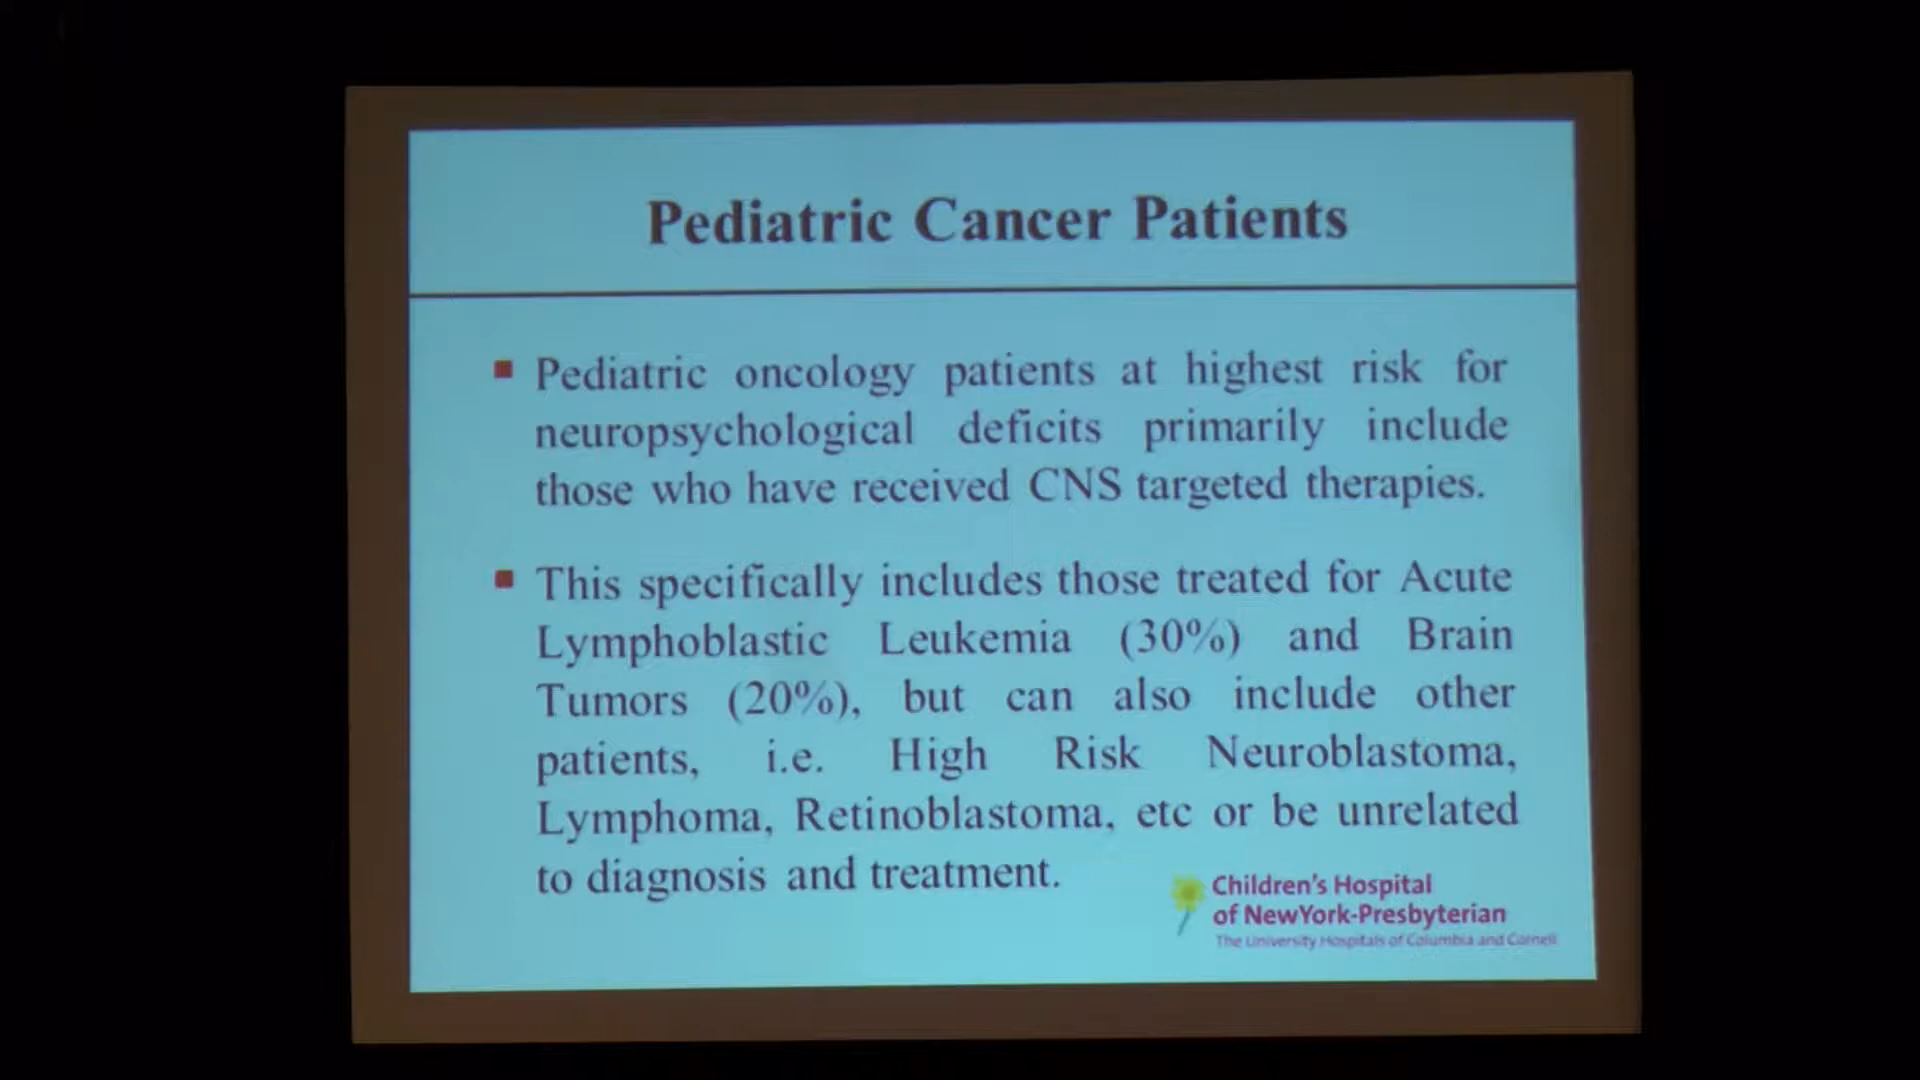 Pediatric Cancer Patients
Pediatric oncology patients at highest risk for
neuropsychological deficits primarily include
those who have received CNS targeted therapies.
This specifically includes those treated for Acute
Lymphoblastic Leukemia (30%) and Brain
Tumors (20%), but can also include other
patients, i.e. High Risk Neuroblastoma,
Lymphoma, Retinoblastoma, etc or be unrelated
to diagnosis and treatment.
Children's Hospital
of NewYork-Presbyterian
The University Hospitals of Columbia and Cornell